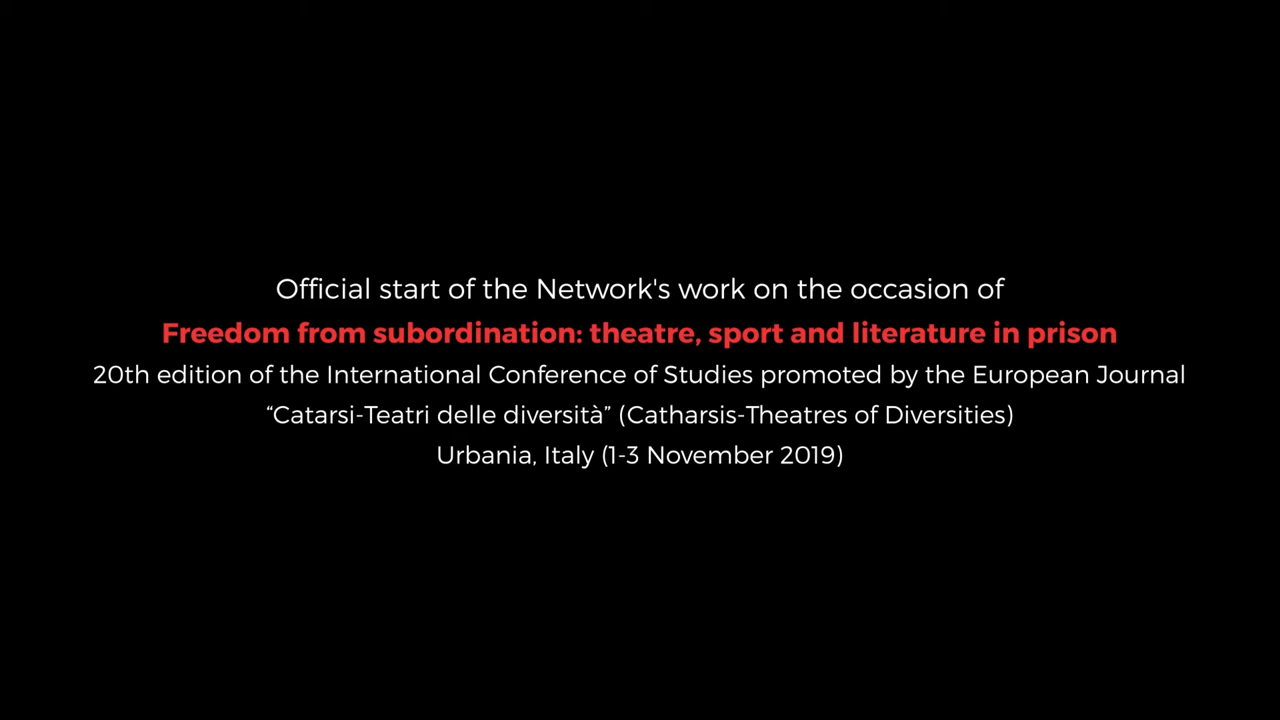 Official start of the Network's work on the occasion of
Freedom from subordination: theatre, sport and literature in prison
20th edition of the International Conference of Studies promoted by the European Journal
“Catarsi-Teatri delle diversità” (Catharsis-Theatres of Diversities)
Urbania, Italy (1-3 November 2019)